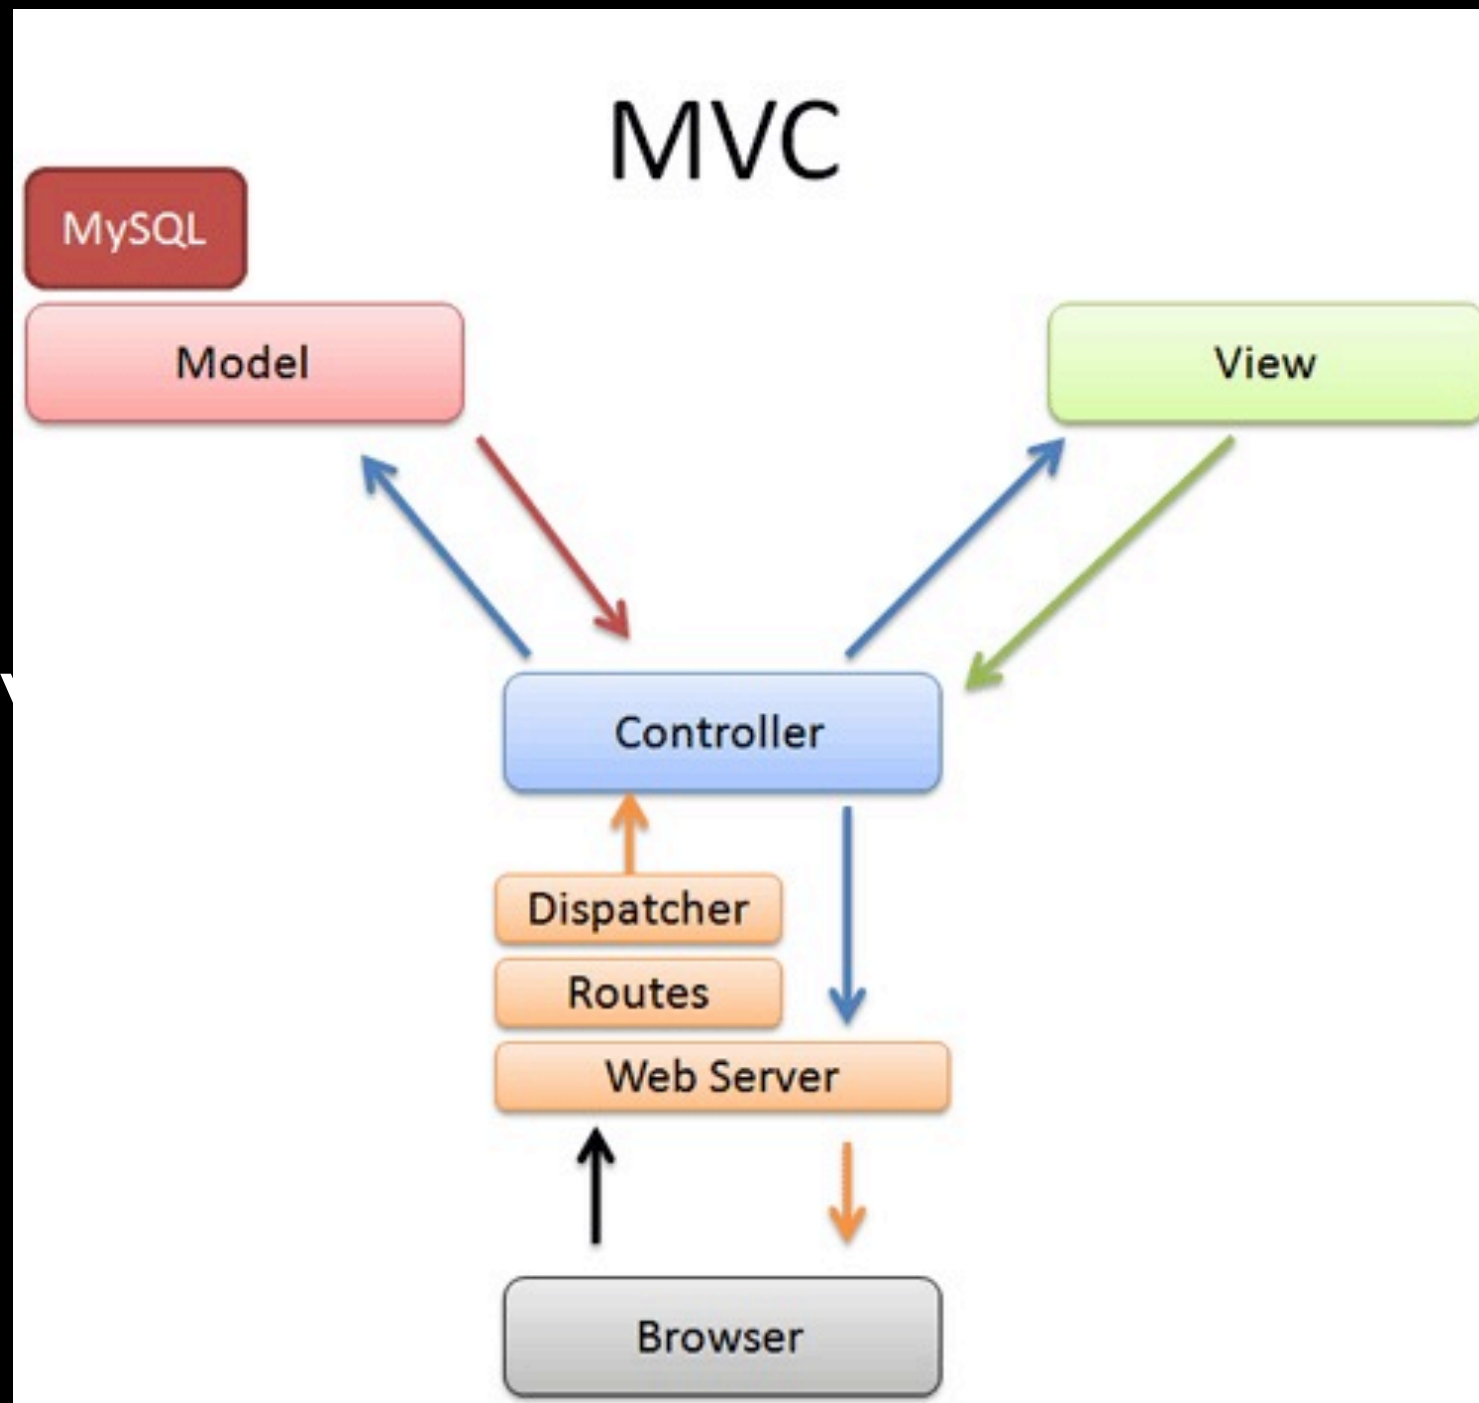 MVC
MySQL
Model
View
Controller
Dispatcher
Routes
Web Server
Browser